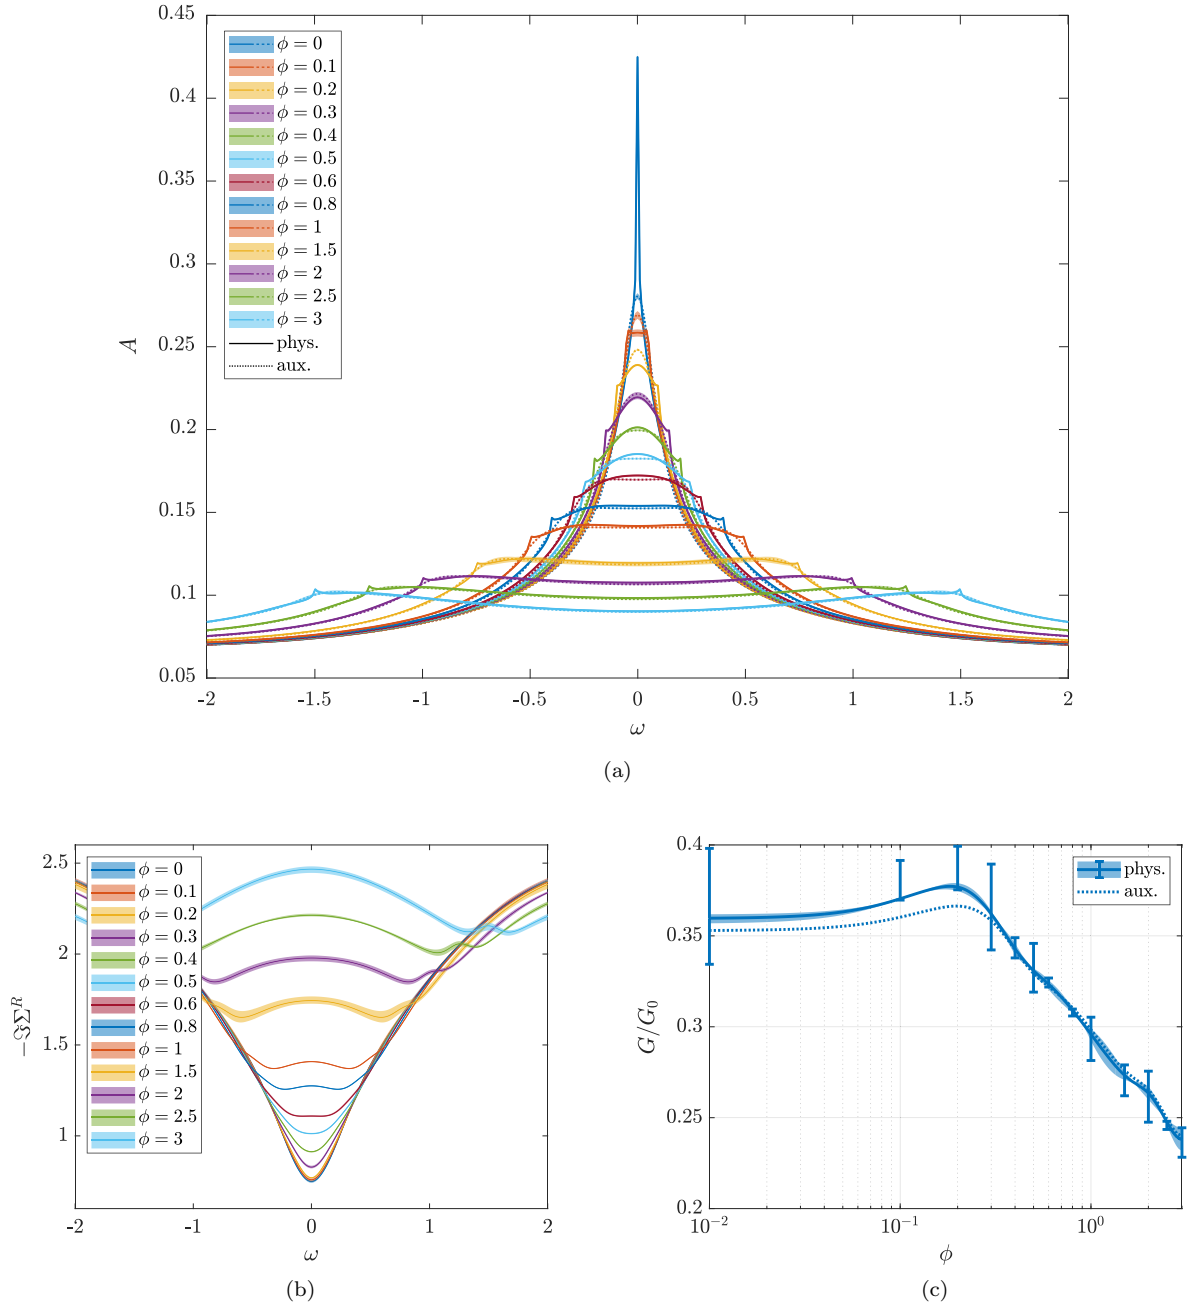 0.45
0.4
0.35
0.3
0.25
0.2
0.15
0.1
0.05
A
ϕ = 0
ϕ = 0.1
ϕ = 0.2
ϕ = 0.3
ϕ = 0.4
ϕ = 0.5
ϕ = 0.6
ϕ = 0.8
ϕ = 1
ϕ = 1.5
ϕ = 2
ϕ = 2.5
ϕ = 3
phys.
aux.
-2 -1.5 -1 -0.5 0 0.5 1 1.5 2
ω
(a)
2.5
2
1.5
1
−ℑΣ^R
ϕ = 0
ϕ = 0.1
ϕ = 0.2
ϕ = 0.3
ϕ = 0.4
ϕ = 0.5
ϕ = 0.6
ϕ = 0.8
ϕ = 1
ϕ = 1.5
ϕ = 2
ϕ = 2.5
ϕ = 3
-2 -1 0 1 2
ω
(b)
0.4
0.35
0.3
0.25
0.2
G/G₀
phys.
aux.
10⁻² 10⁻¹ 10⁰
ϕ
(c)